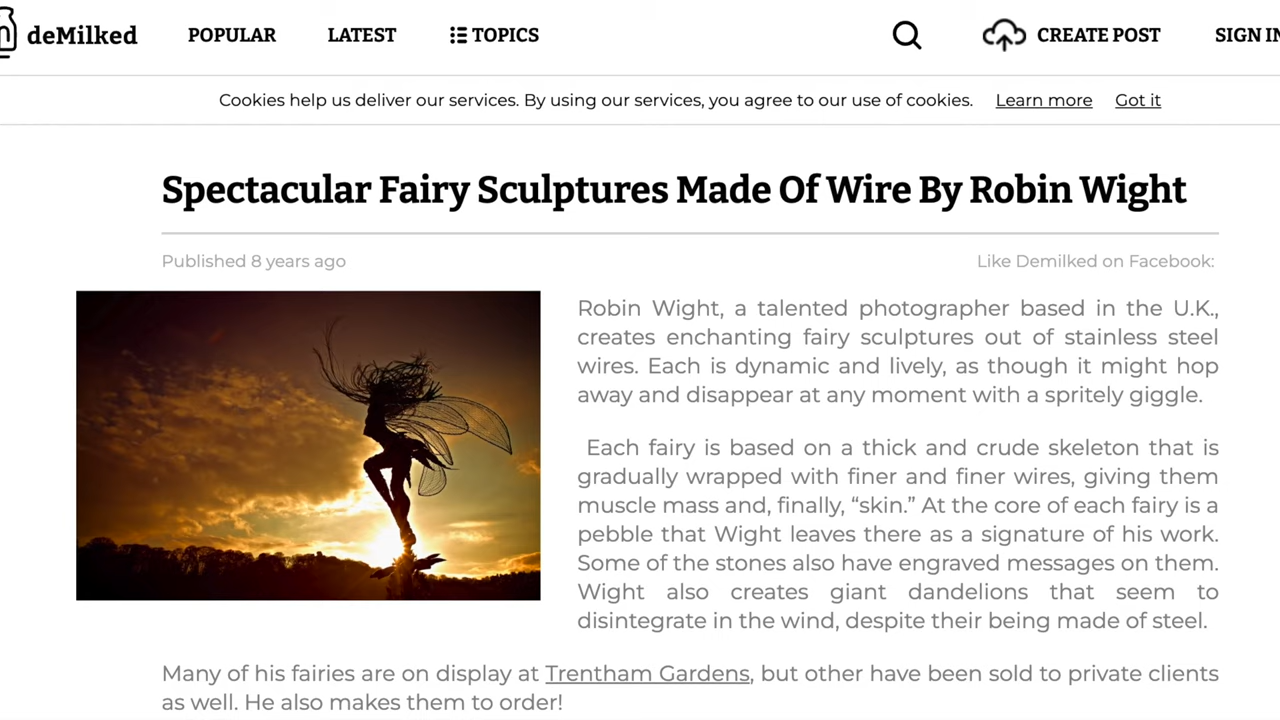 deMilked POPULAR LATEST TOPICS CREATE POST SIGN IN
Cookies help us deliver our services. By using our services, you agree to our use of cookies. Learn more Got it
Spectacular Fairy Sculptures Made Of Wire By Robin Wight
Published 8 years ago Like Demilked on Facebook:
Robin Wight, a talented photographer based in the U.K.,
creates enchanting fairy sculptures out of stainless steel
wires. Each is dynamic and lively, as though it might hop
away and disappear at any moment with a spritely giggle.
Each fairy is based on a thick and crude skeleton that is
gradually wrapped with finer and finer wires, giving them
muscle mass and, finally, “skin.” At the core of each fairy is a
pebble that Wight leaves there as a signature of his work.
Some of the stones also have engraved messages on them.
Wight also creates giant dandelions that seem to
disintegrate in the wind, despite their being made of steel.
Many of his fairies are on display at Trentham Gardens, but other have been sold to private clients
as well. He also makes them to order!